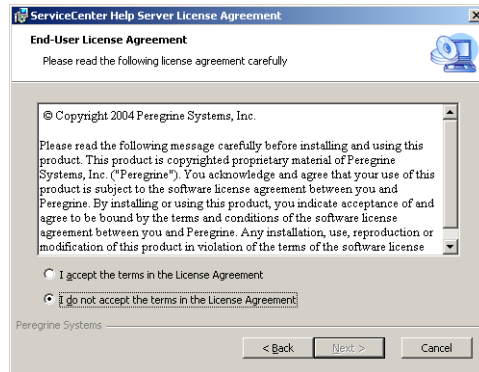 ServiceCenter Help Server License Agreement
End-User License Agreement
Please read the following license agreement carefully
© Copyright 2004 Peregrine Systems, Inc.
Please read the following message carefully before installing and using this
product. This product is copyrighted proprietary material of Peregrine
Systems, Inc. ("Peregrine"). You acknowledge and agree that your use of this
product is subject to the software license agreement between you and
Peregrine. By installing or using this product, you indicate acceptance of and
agree to be bound by the terms and conditions of the software license
agreement between you and Peregrine. Any installation, use, reproduction or
modification of this product in violation of the terms of the software license
I accept the terms in the License Agreement
I do not accept the terms in the License Agreement
Peregrine Systems
< Back Next > Cancel